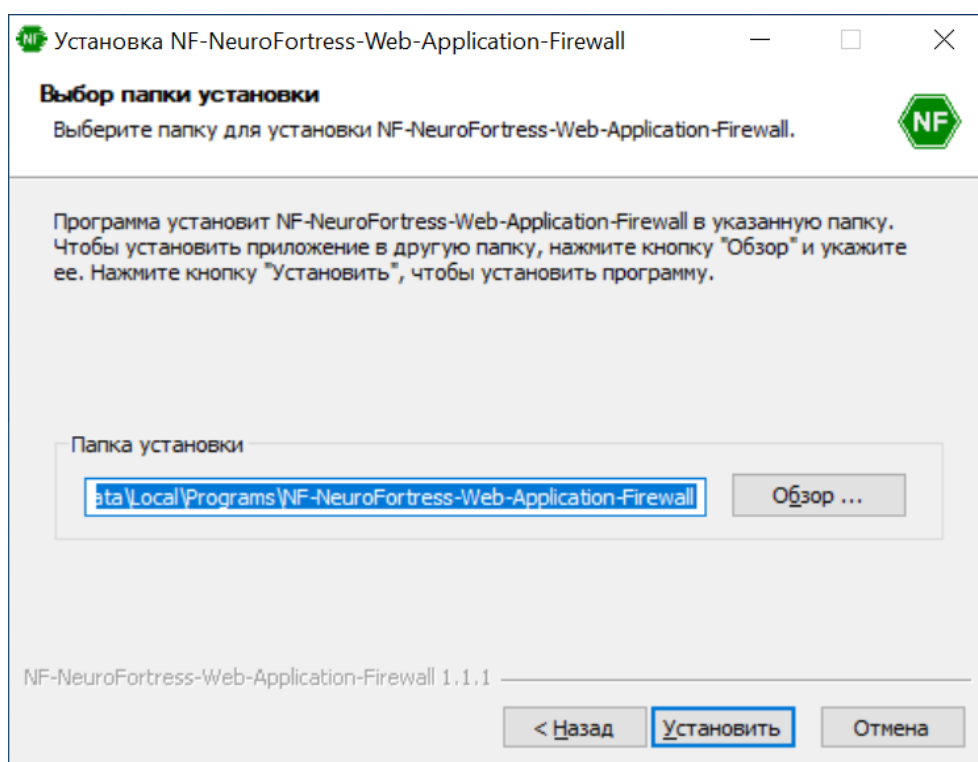 NF Установка NF-NeuroFortress-Web-Application-Firewall
Выбор папки установки
Выберите папку для установки NF-NeuroFortress-Web-Application-Firewall.
NF
Программа установит NF-NeuroFortress-Web-Application-Firewall в указанную папку.
Чтобы установить приложение в другую папку, нажмите кнопку "Обзор" и укажите
ее. Нажмите кнопку "Установить", чтобы установить программу.
Папка установки
ata\Local\Programs\NF-NeuroFortress-Web-Application-Firewall
Обзор ...
NF-NeuroFortress-Web-Application-Firewall 1.1.1
< Назад Установить Отмена